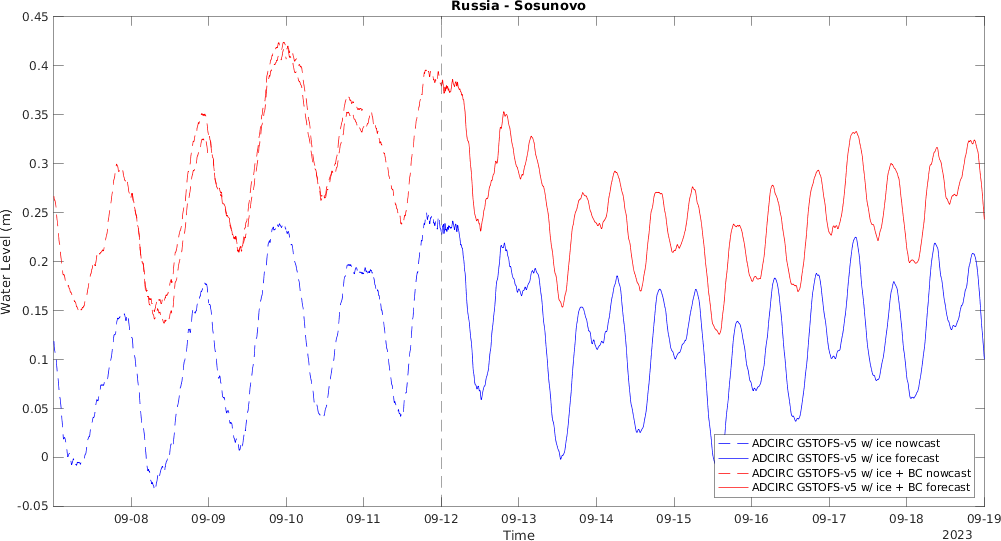 Russia - Sosunovo
0.45
0.4
0.35
0.3
0.25
0.2
0.15
0.1
0.05
0
-0.05
Water Level (m)
ADCIRC GSTOFS-v5 w/ ice nowcast
ADCIRC GSTOFS-v5 w/ ice forecast
ADCIRC GSTOFS-v5 w/ ice + BC nowcast
ADCIRC GSTOFS-v5 w/ ice + BC forecast
09-08 09-09 09-10 09-11 09-12 09-13 09-14 09-15 09-16 09-17 09-18 09-19
Time
2023